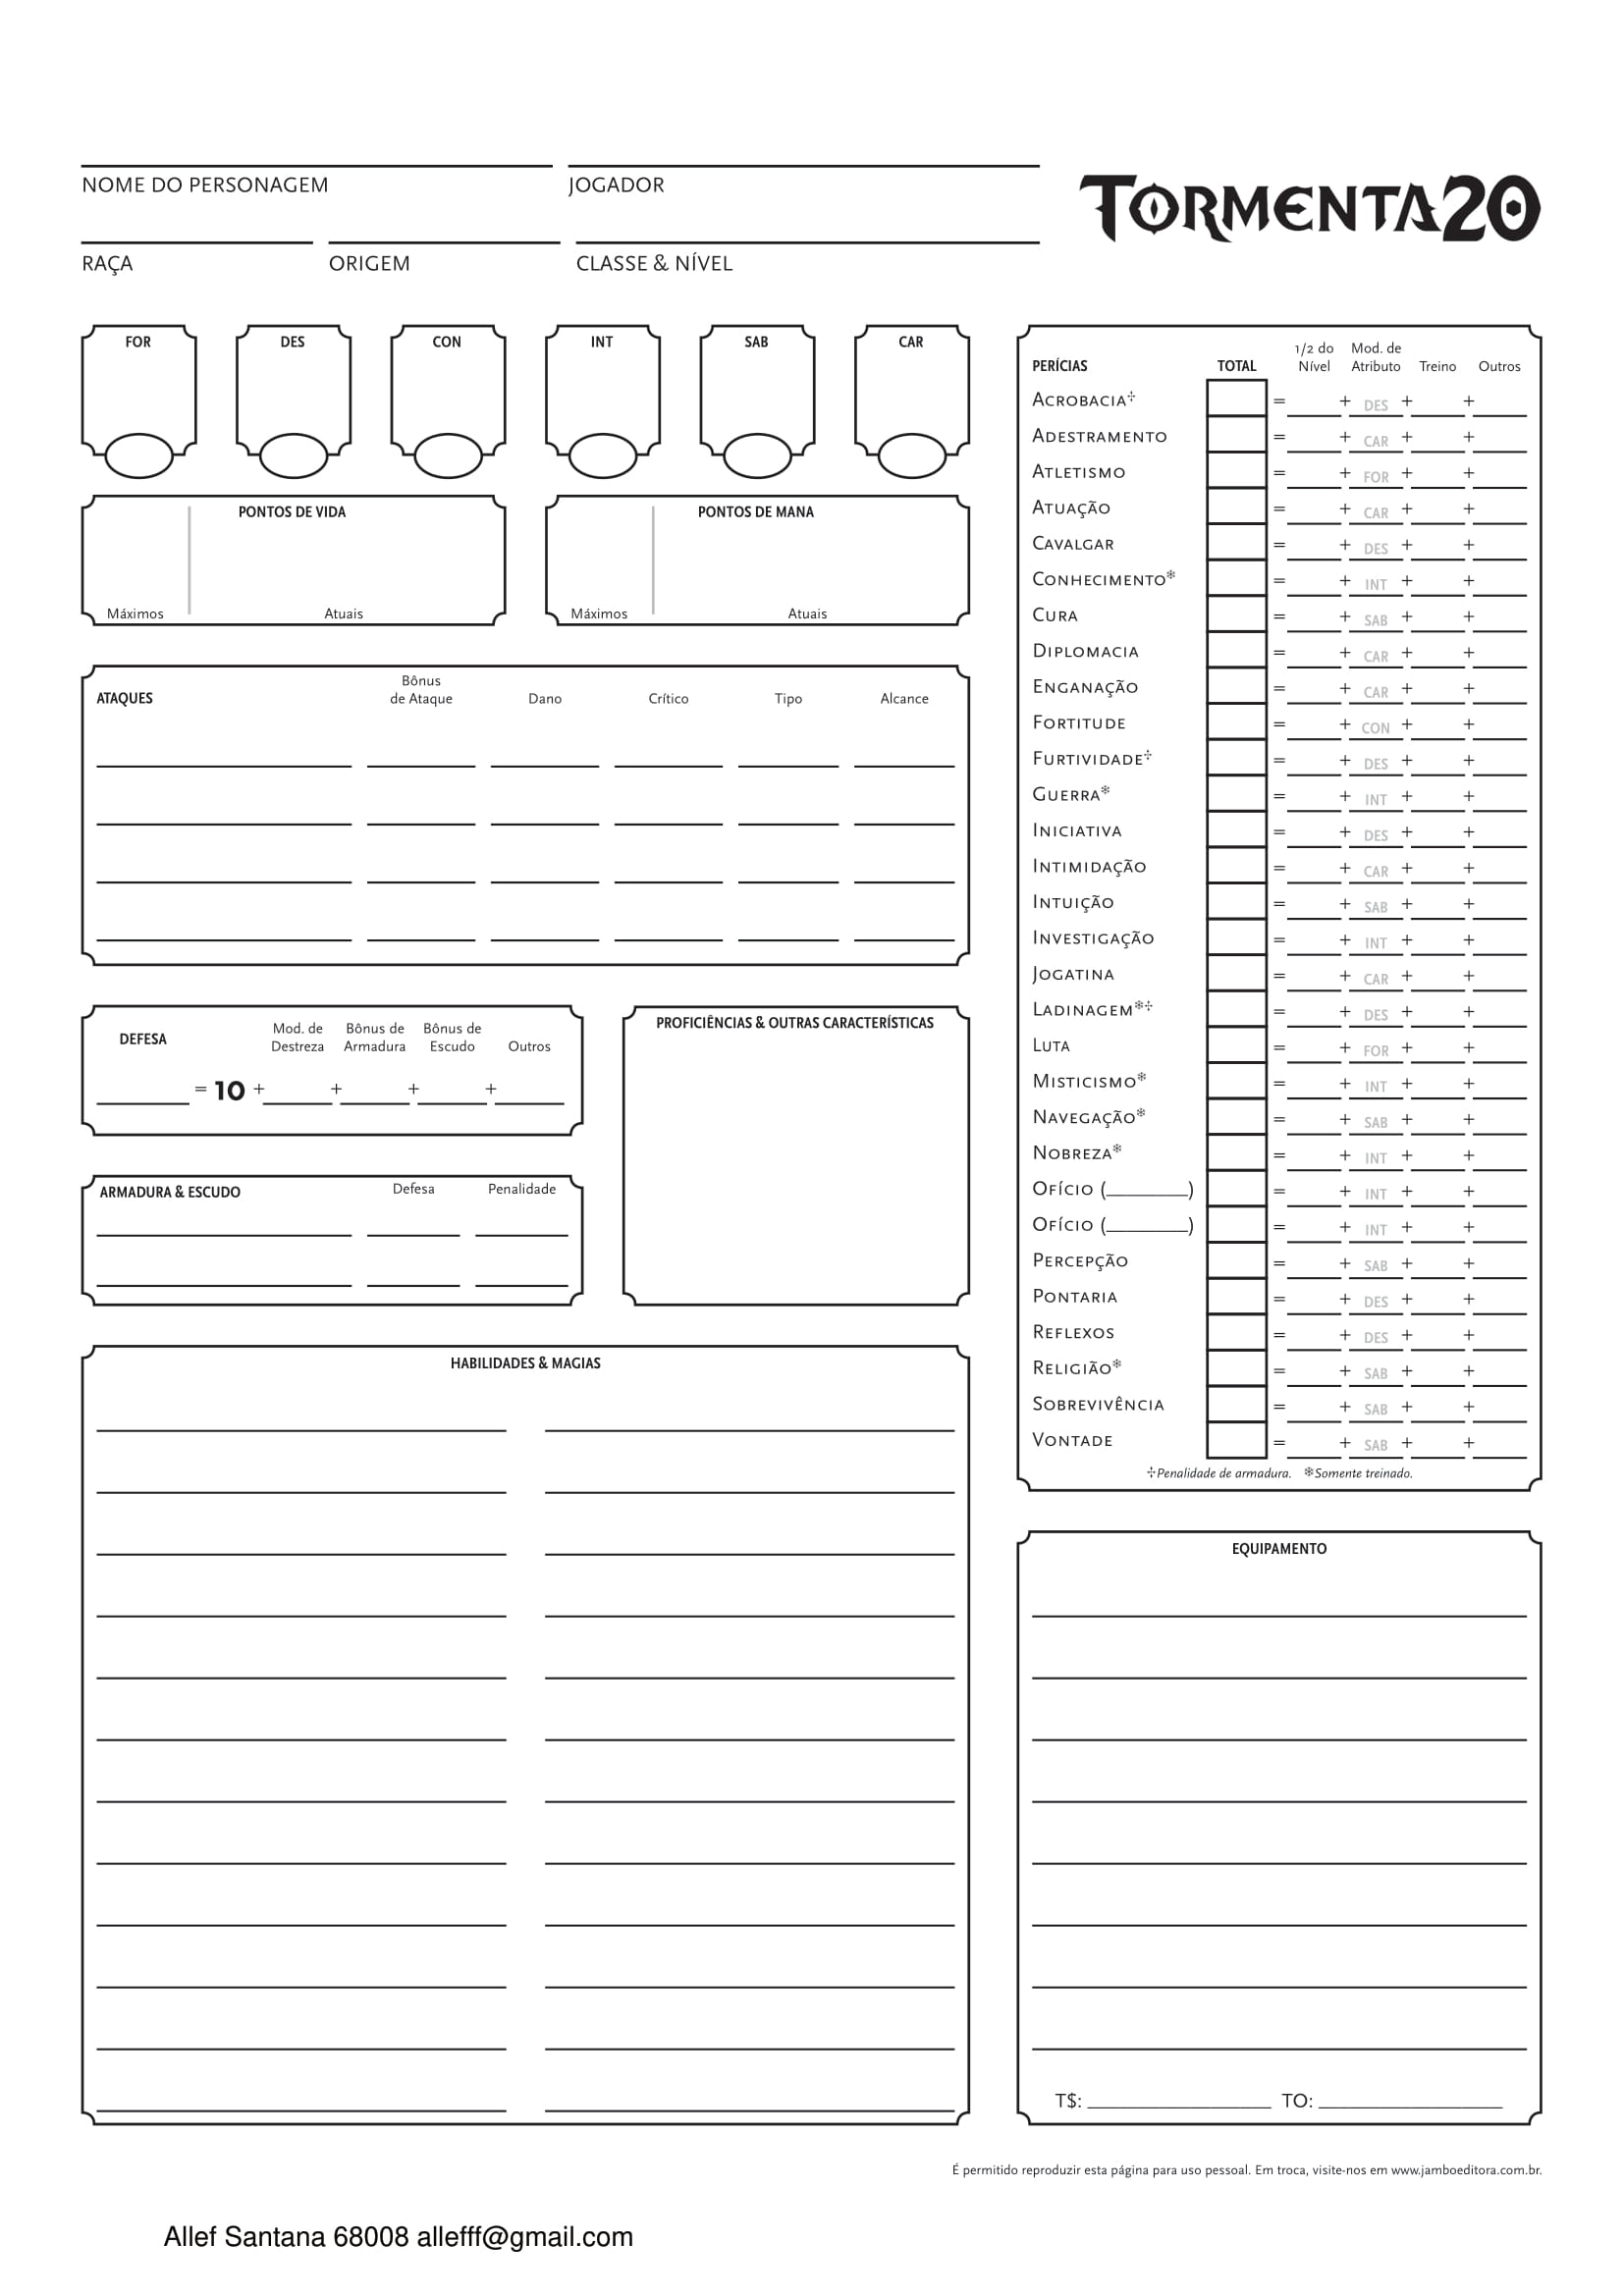 NOME DO PERSONAGEM
JOGADOR
TORMENTA20
RAÇA
ORIGEM
CLASSE & NÍVEL
FOR
DES
CON
INT
SAB
CAR
PONTOS DE VIDA
Máximos
Atuais
PONTOS DE MANA
Máximos
Atuais
ATAQUES
Bônus
de Ataque
Dano
Crítico
Tipo
Alcance
DEFESA
Mod. de
Destreza
Bônus de
Armadura
Bônus de
Escudo
Outros
= 10 + + + +
ARMADURA & ESCUDO
Defesa
Penalidade
PROFICIÊNCIAS & OUTRAS CARACTERÍSTICAS
HABILIDADES & MAGIAS
PERÍCIAS
TOTAL
1/2 do
Nível
Mod. de
Atributo
Treino
Outros
ACROBACIA✣ = + DES + +
ADESTRAMENTO = + CAR + +
ATLETISMO = + FOR + +
ATUAÇÃO = + CAR + +
CAVALGAR = + DES + +
CONHECIMENTO❉ = + INT + +
CURA = + SAB + +
DIPLOMACIA = + CAR + +
ENGANAÇÃO = + CAR + +
FORTITUDE = + CON + +
FURTIVIDADE✣ = + DES + +
GUERRA❉ = + INT + +
INICIATIVA = + DES + +
INTIMIDAÇÃO = + CAR + +
INTUIÇÃO = + SAB + +
INVESTIGAÇÃO = + INT + +
JOGATINA = + CAR + +
LADINAGEM❉✣ = + DES + +
LUTA = + FOR + +
MISTICISMO❉ = + INT + +
NAVEGAÇÃO❉ = + SAB + +
NOBREZA❉ = + INT + +
OFÍCIO (________) = + INT + +
OFÍCIO (________) = + INT + +
PERCEPÇÃO = + SAB + +
PONTARIA = + DES + +
REFLEXOS = + DES + +
RELIGIÃO❉ = + SAB + +
SOBREVIVÊNCIA = + SAB + +
VONTADE = + SAB + +
✣Penalidade de armadura. ❉Somente treinado.
EQUIPAMENTO
T$: ________________ TO: ________________
É permitido reproduzir esta página para uso pessoal. Em troca, visite-nos em www.jamboeditora.com.br.
Allef Santana 68008 allefff@gmail.com